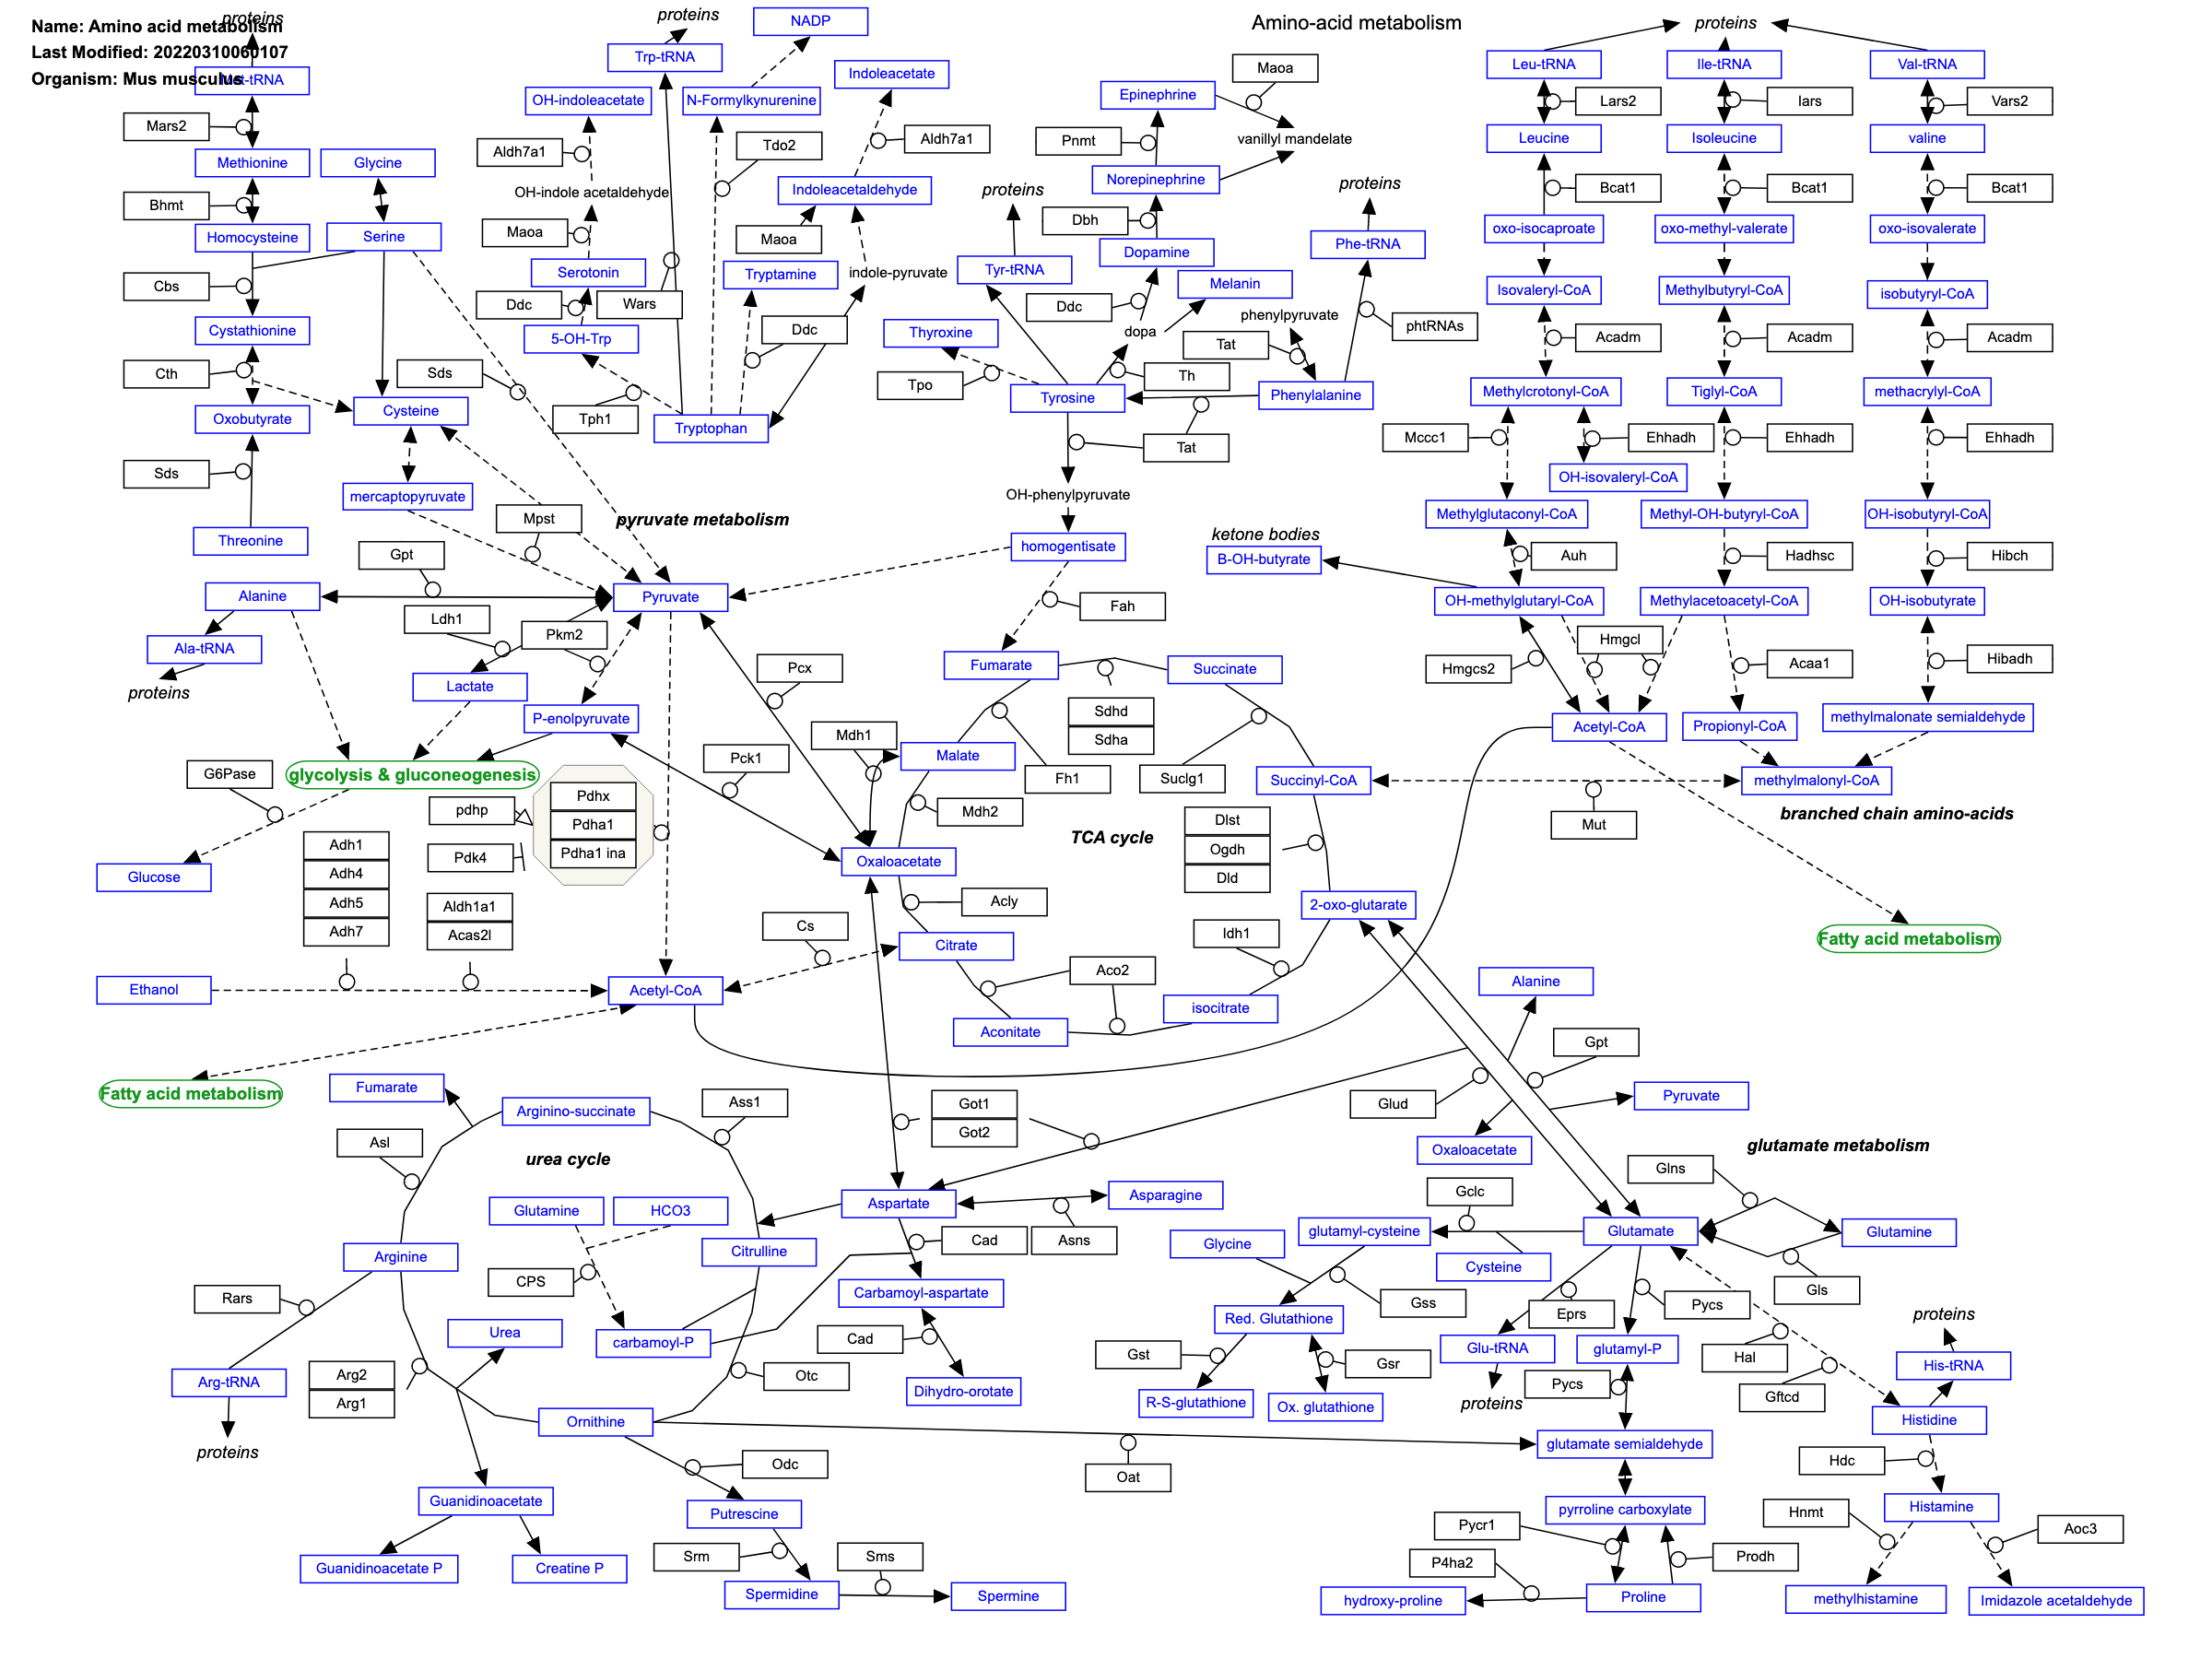 Name: Amino acid metabolism
Last Modified: 20220310060107
Organism: Mus musculus
Amino-acid metabolism
proteins
Met-tRNA
Mars2
Methionine
Glycine
Bhmt
Homocysteine
Serine
Cbs
Cystathionine
Cth
Sds
Oxobutyrate
Cysteine
Sds
mercaptopyruvate
Threonine
proteins
NADP
Trp-tRNA
Indoleacetate
OH-indoleacetate
N-Formylkynurenine
Aldh7a1
Tdo2
Aldh7a1
OH-indole acetaldehyde
Indoleacetaldehyde
Maoa
Maoa
Serotonin
Tryptamine
indole-pyruvate
Ddc
Wars
5-OH-Trp
Ddc
Tph1
Tryptophan
Maoa
Epinephrine
Pnmt
vanillyl mandelate
Norepinephrine
proteins
proteins
Dbh
Dopamine
Phe-tRNA
Tyr-tRNA
Melanin
Ddc
Thyroxine
dopa
phenylpyruvate
phtRNAs
Tat
Tpo
Th
Tyrosine
Phenylalanine
Tat
OH-phenylpyruvate
homogentisate
Fah
proteins
Leu-tRNA
Ile-tRNA
Val-tRNA
Lars2
Iars
Vars2
Leucine
Isoleucine
valine
Bcat1
Bcat1
Bcat1
oxo-isocaproate
oxo-methyl-valerate
oxo-isovalerate
Isovaleryl-CoA
Methylbutyryl-CoA
isobutyryl-CoA
Acadm
Acadm
Acadm
Methylcrotonyl-CoA
Tiglyl-CoA
methacrylyl-CoA
Mccc1
Ehhadh
Ehhadh
Ehhadh
OH-isovaleryl-CoA
Methylglutaconyl-CoA
Methyl-OH-butyryl-CoA
OH-isobutyryl-CoA
ketone bodies
B-OH-butyrate
Auh
Hadhsc
Hibch
OH-methylglutaryl-CoA
Methylacetoacetyl-CoA
OH-isobutyrate
Hmgcl
Hmgcs2
Acaa1
Hibadh
Acetyl-CoA
Propionyl-CoA
methylmalonate semialdehyde
methylmalonyl-CoA
Mut
branched chain amino-acids
Fatty acid metabolism
pyruvate metabolism
Mpst
Gpt
Alanine
Pyruvate
Ldh1
Pkm2
Ala-tRNA
proteins
Lactate
P-enolpyruvate
Pcx
Pck1
glycolysis & gluconeogenesis
G6Pase
Glucose
pdhp
Pdk4
Pdhx
Pdha1
Pdha1 ina
Adh1
Adh4
Adh5
Adh7
Aldh1a1
Acas2l
Ethanol
Acetyl-CoA
Fatty acid metabolism
Cs
TCA cycle
Fumarate
Succinate
Sdhd
Sdha
Mdh1
Malate
Fh1
Suclg1
Succinyl-CoA
Mdh2
Dlst
Ogdh
Dld
Oxaloacetate
Acly
2-oxo-glutarate
Citrate
Idh1
Aco2
isocitrate
Aconitate
Alanine
Gpt
Glud
Pyruvate
Oxaloacetate
glutamate metabolism
Got1
Got2
Fumarate
Arginino-succinate
Ass1
Asl
urea cycle
Glutamine
HCO3
Citrulline
CPS
carbamoyl-P
Arginine
Rars
Urea
Arg-tRNA
Arg2
Arg1
proteins
Otc
Ornithine
Odc
Guanidinoacetate
Putrescine
Guanidinoacetate P
Creatine P
Srm
Sms
Spermidine
Spermine
Aspartate
Asparagine
Asns
Cad
Carbamoyl-aspartate
Cad
Dihydro-orotate
Oat
Glns
Gclc
glutamyl-cysteine
Glutamate
Glutamine
Glycine
Cysteine
Gls
Gss
Eprs
Pycs
Red. Glutathione
Gst
Gsr
Glu-tRNA
glutamyl-P
Hal
Pycs
Gftcd
R-S-glutathione
Ox. glutathione
proteins
proteins
His-tRNA
Histidine
glutamate semialdehyde
Hdc
pyrroline carboxylate
Hnmt
Histamine
Aoc3
Pycr1
P4ha2
Prodh
hydroxy-proline
Proline
methylhistamine
Imidazole acetaldehyde